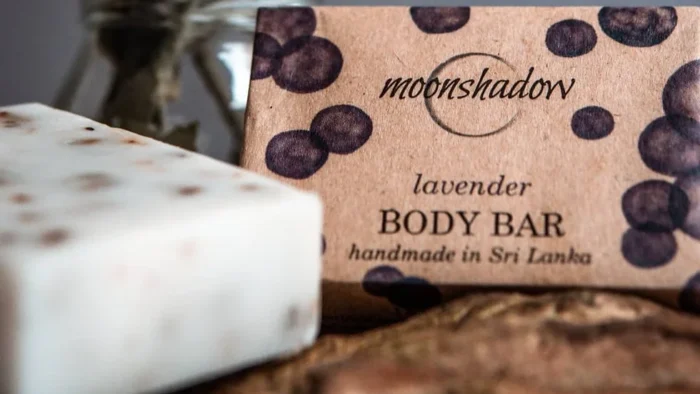 moonshadow
lavender
BODY BAR
handmade in Sri Lanka